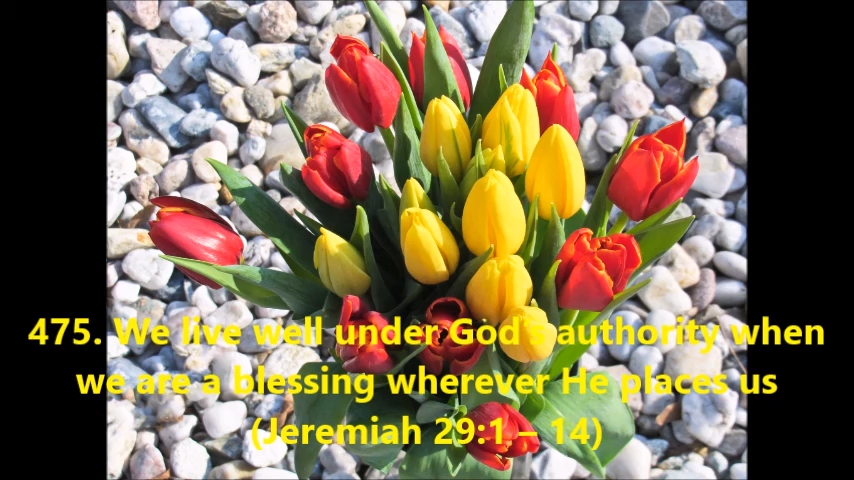 475. We live well under God's authority when
we are a blessing wherever He places us
(Jeremiah 29:1 – 14)